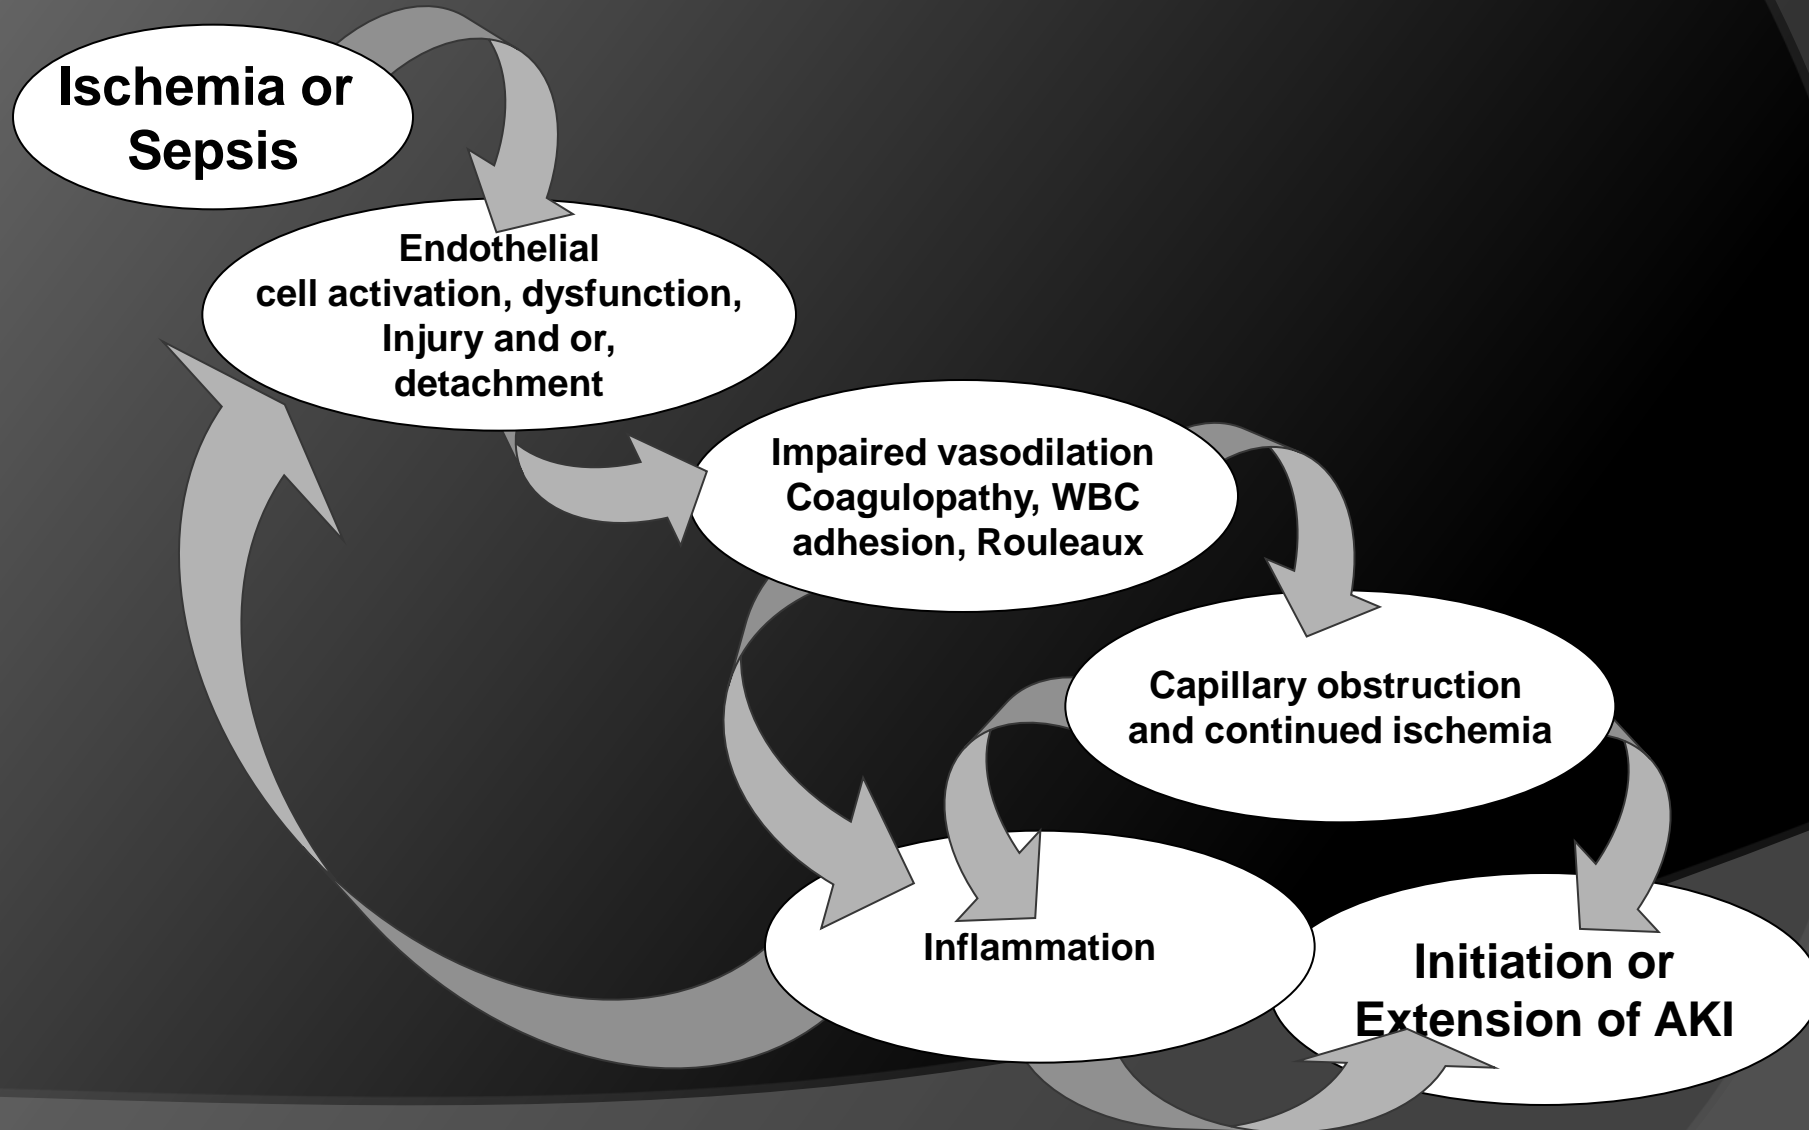 Ischemia or
Sepsis
Endothelial
cell activation, dysfunction,
Injury and or,
detachment
Impaired vasodilation
Coagulopathy, WBC
adhesion, Rouleaux
Capillary obstruction
and continued ischemia
Inflammation
Initiation or
Extension of AKI